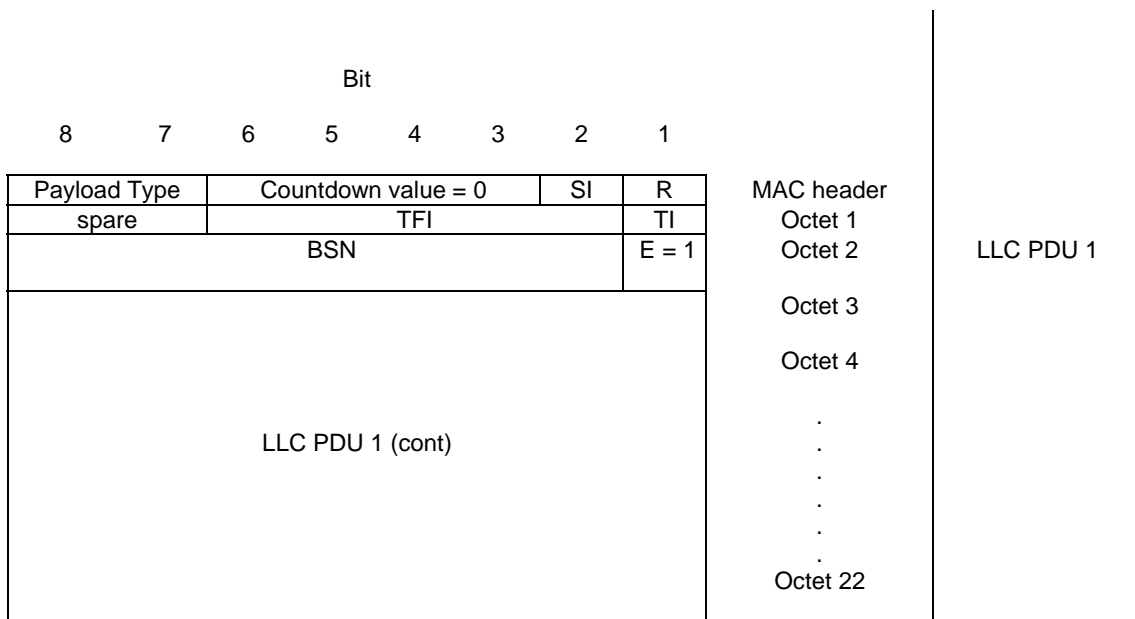 Bit
8 7 6 5 4 3 2 1
Payload Type Countdown value = 0 SI R MAC header
spare TFI TI Octet 1
BSN E = 1 Octet 2 LLC PDU 1
Octet 3
Octet 4
.
LLC PDU 1 (cont) .
.
.
.
.
Octet 22